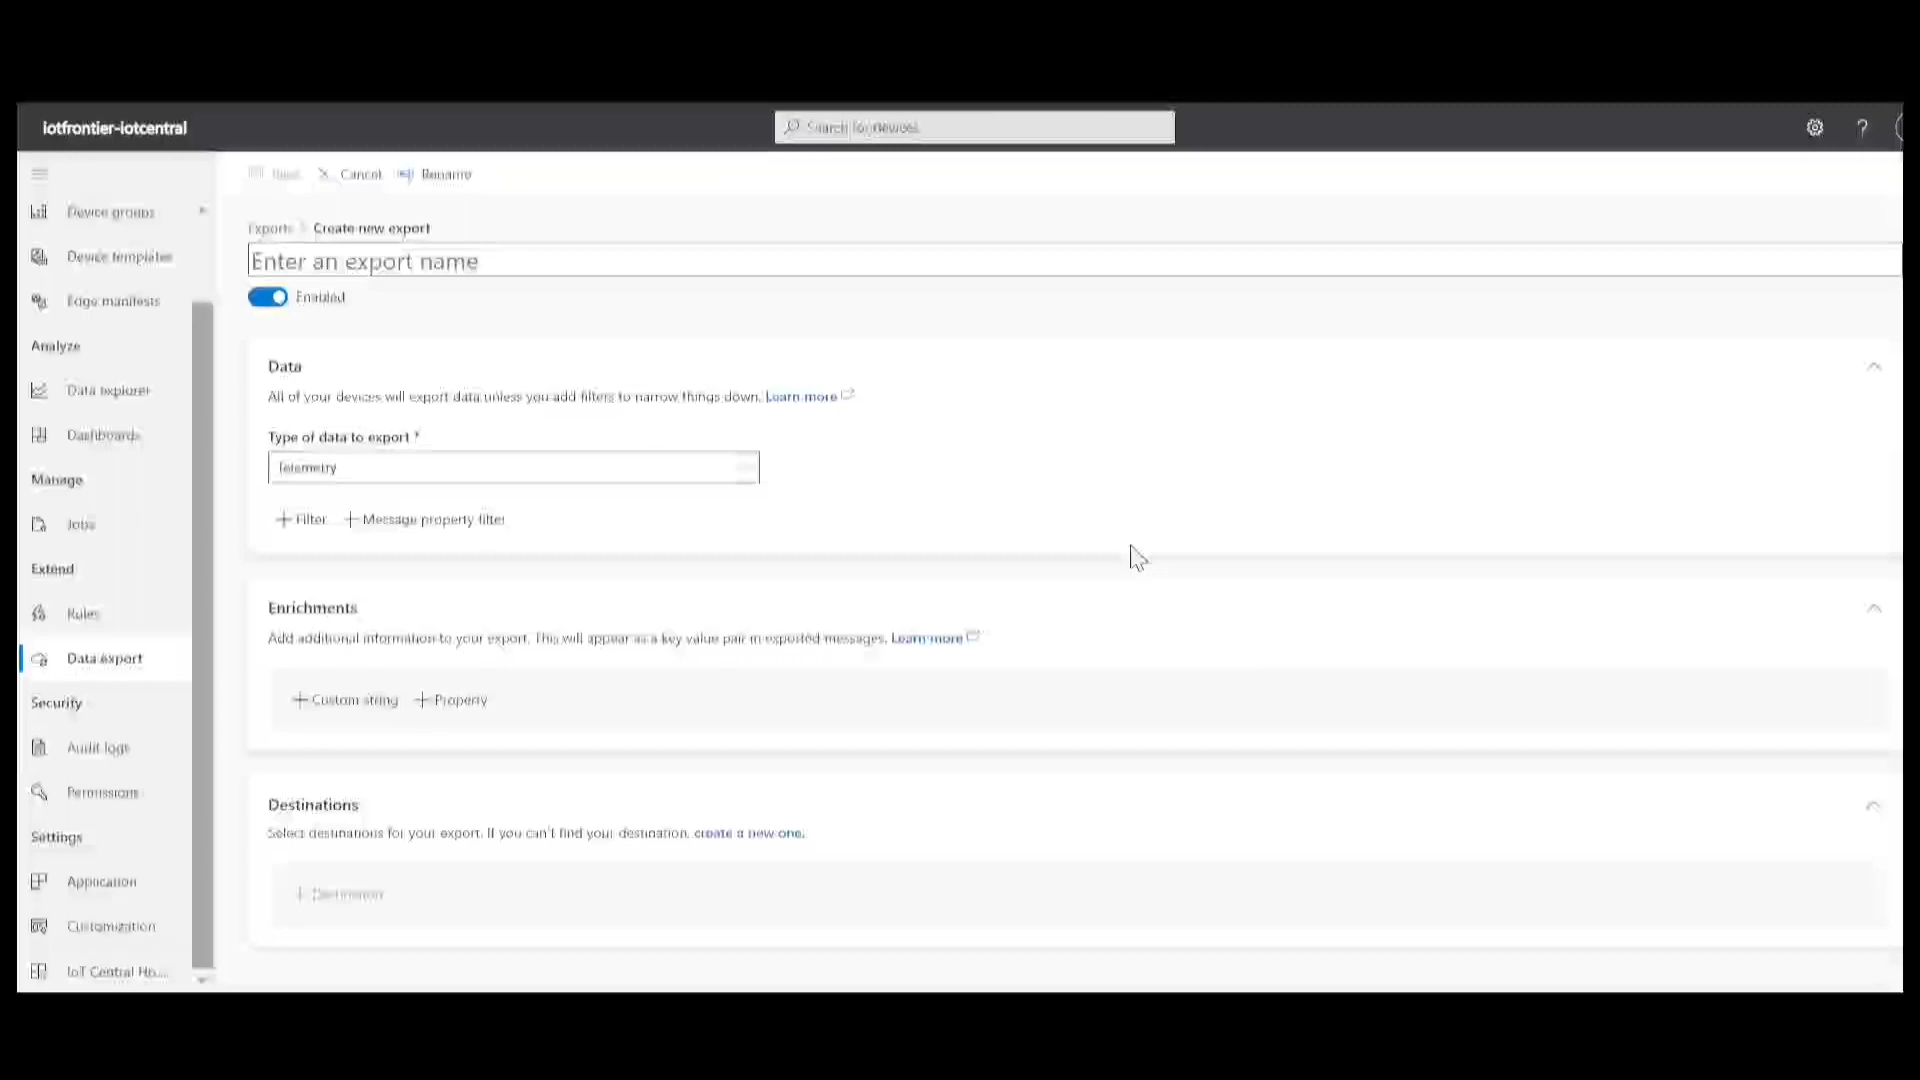 iotfrontier-iotcentral
Search for devices
Cancel Rename
Device groups
Device templates
Edge manifests
Analyze
Data explorer
Dashboards
Manage
Jobs
Extend
Rules
Data export
Security
Audit logs
Permissions
Settings
Application
Customization
IoT Central Ho...
Exports > Create new export
Enter an export name
Enabled
Data
All of your devices will export data unless you add filters to narrow things down. Learn more
Type of data to export *
Telemetry
+ Filter + Message property filter
Enrichments
Add additional information to your export. This will appear as a key value pair in exported messages. Learn more
+ Custom string + Property
Destinations
Select destinations for your export. If you can't find your destination, create a new one.
+ Destination